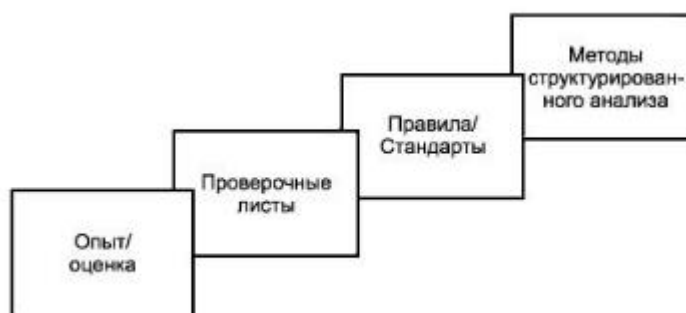 Методы
структурирован-
ного анализа
Правила/
Стандарты
Проверочные
листы
Опыт/
оценка